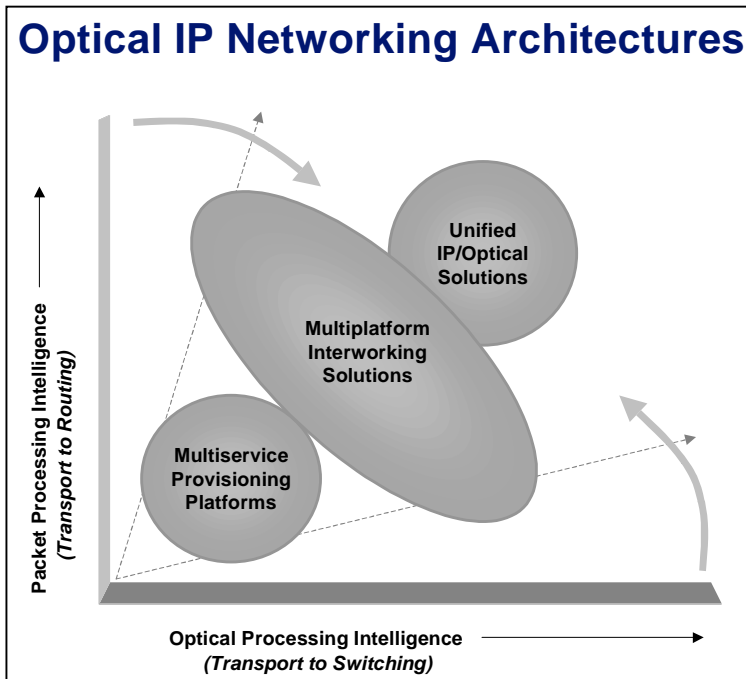 Optical IP Networking Architectures
Unified
IP/Optical
Solutions
Multiplatform
Interworking
Solutions
Multiservice
Provisioning
Platforms
Packet Processing Intelligence
(Transport to Routing)
Optical Processing Intelligence
(Transport to Switching)